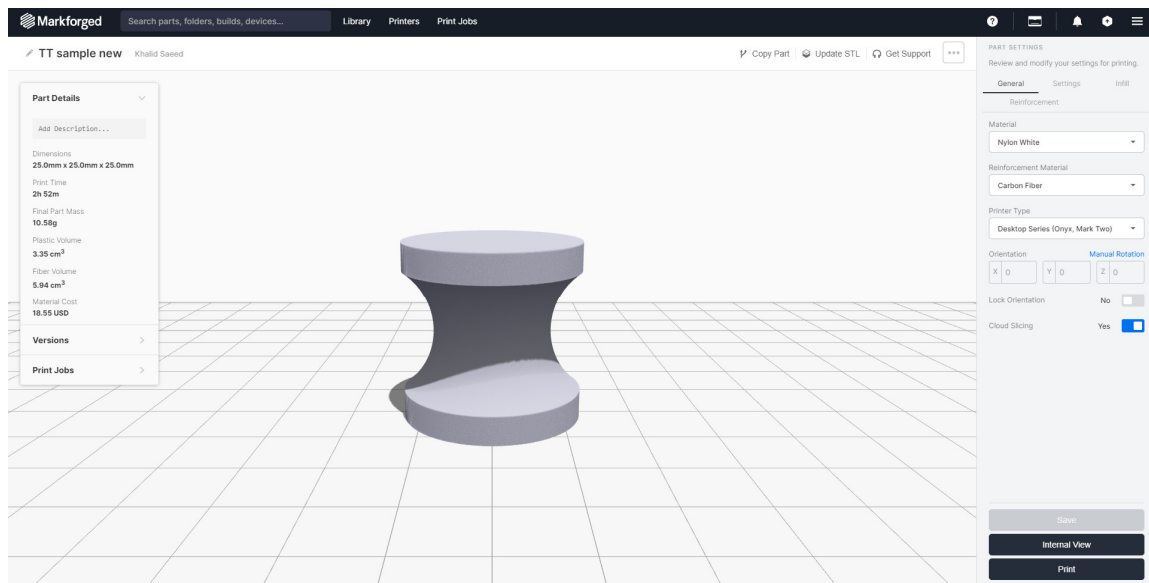 Markforged
Search parts, folders, builds, devices...
Library
Printers
Print Jobs
TT sample new
Khalid Saeed
Copy Part
Update STL
Get Support
Part Details
Add Description...
Dimensions
25.0mm x 25.0mm x 25.0mm
Print Time
2h 52m
Final Part Mass
10.58g
Plastic Volume
3.35 cm³
Fiber Volume
5.94 cm³
Material Cost
18.55 USD
Versions
Print Jobs
PART SETTINGS
Review and modify your settings for printing.
General Settings Infill
Reinforcement
Material
Nylon White
Reinforcement Material
Carbon Fiber
Printer Type
Desktop Series (Onyx, Mark Two)
Orientation Manual Rotation
X 0 Y 0 Z 0
Lock Orientation No
Cloud Slicing Yes
Save
Internal View
Print